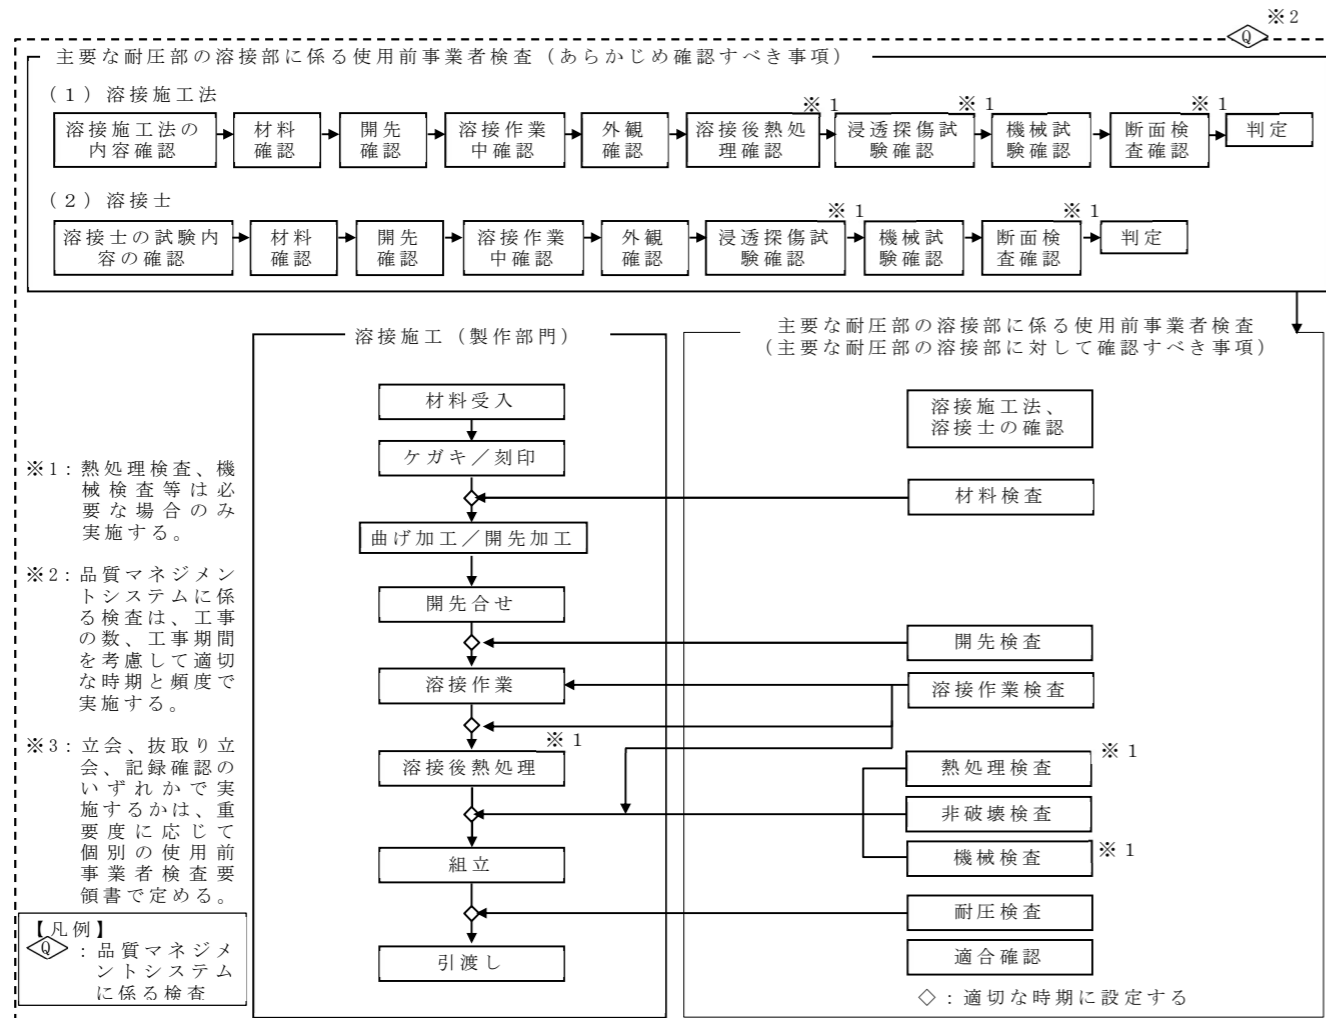 ※2
Q
主要な耐圧部の溶接部に係る使用前事業者検査(あらかじめ確認すべき事項)
(1)溶接施工法
※1
※1
※1
溶接施工法の
内容確認
材料
確認
開先
確認
溶接作業
中確認
外観
確認
溶接後熱処
理確認
浸透探傷試
験確認
機械試
験確認
断面検
査確認
判定
(2)溶接士
※1
※1
溶接士の試験内
容の確認
材料
確認
開先
確認
溶接作業
中確認
外観
確認
浸透探傷試
験確認
機械試
験確認
断面検
査確認
判定
※1:熱処理検査、機
械検査等は必
要な場合のみ
実施する。
※2:品質マネジメン
トシステムに係
る検査は、工事
の数、工事期間
を考慮して適切
な時期と頻度で
実施する。
※3:立会、抜取り立
会、記録確認の
いずれかで実
施するかは、重
要度に応じて
個別の使用前
事業者検査要
領書で定める。
【凡例】
Q:品質マネジメ
ントシステム
に係る検査
溶接施工(製作部門)
材料受入
ケガキ/刻印
曲げ加工/開先加工
開先合せ
溶接作業
※1
溶接後熱処理
組立
引渡し
主要な耐圧部の溶接部に係る使用前事業者検査
(主要な耐圧部の溶接部に対して確認すべき事項)
溶接施工法、
溶接士の確認
材料検査
開先検査
溶接作業検査
熱処理検査
※1
非破壊検査
機械検査
※1
耐圧検査
適合確認
◇:適切な時期に設定する